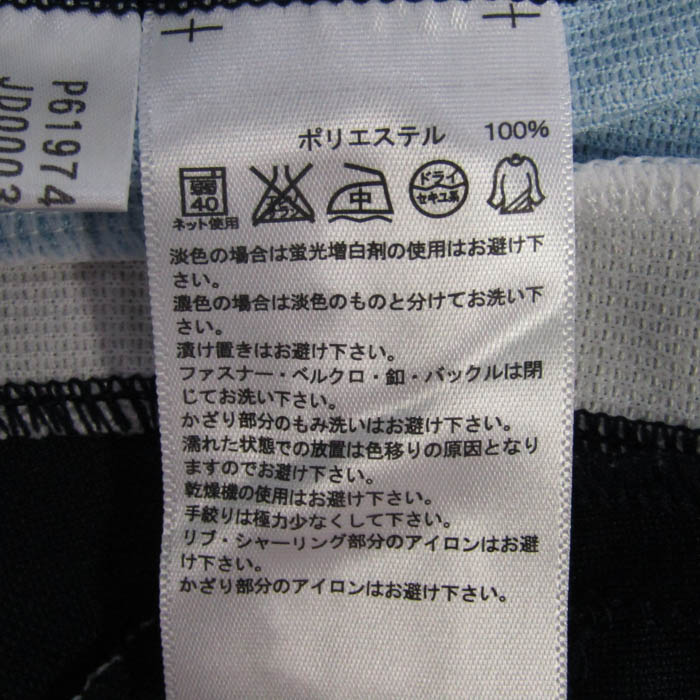 P61974
JD0003
ポリエステル 100%
弱 40 中 ドライ セキユ系
ネット使用
淡色の場合は蛍光増白剤の使用はお避け下
さい。
濃色の場合は淡色のものと分けてお洗い下
さい。
漬け置きはお避け下さい。
ファスナー・ベルクロ・釦・バックルは閉
じてお洗い下さい。
かざり部分のもみ洗いはお避け下さい。
濡れた状態での放置は色移りの原因となり
ますのでお避け下さい。
乾燥機の使用はお避け下さい。
手絞りは極力少なくして下さい。
リブ・シャーリング部分のアイロンはお避
け下さい。
かざり部分のアイロンはお避け下さい。